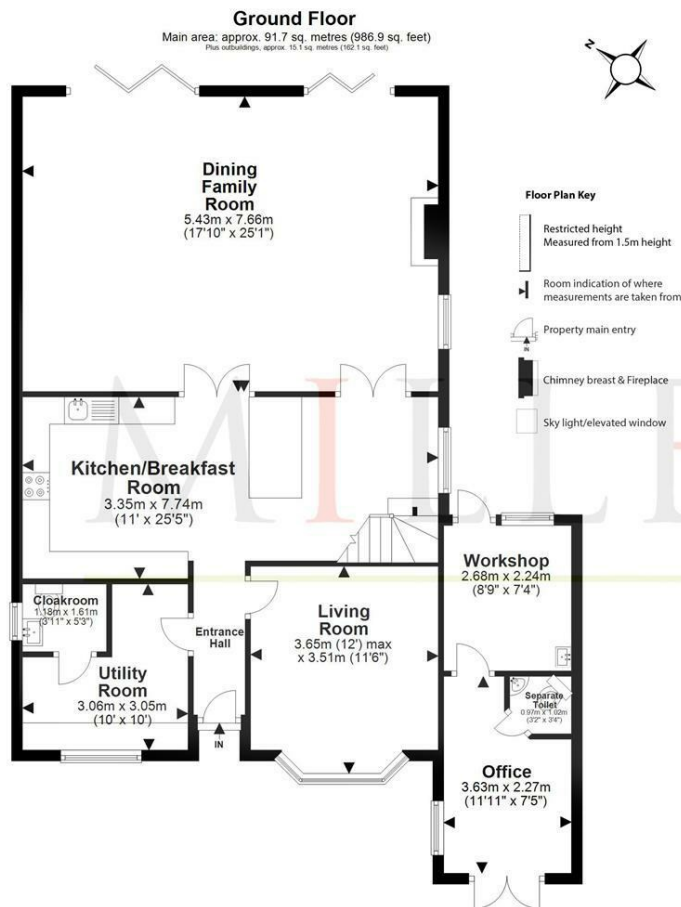 Ground Floor
Main area: approx. 91.7 sq. metres (986.9 sq. feet)
Plus outbuildings, approx. 15.1 sq. metres (162.1 sq. feet)
N
Dining
Family
Room
5.43m x 7.66m
(17'10" x 25'1")
Floor Plan Key
Restricted height
Measured from 1.5m height
Room indication of where
measurements are taken from
Property main entry
IN
Chimney breast & Fireplace
Sky light/elevated window
MILLE
Kitchen/Breakfast
Room
3.35m x 7.74m
(11' x 25'5")
Workshop
2.68m x 2.24m
(8'9" x 7'4")
Cloakroom
1.18m x 1.61m
(3'11" x 5'3")
Entrance
Hall
Living
Room
3.65m (12') max
x 3.51m (11'6")
Utility
Room
3.06m x 3.05m
(10' x 10')
IN
Separate
Toilet
0.97m x 1.02m
(3'2" x 3'4")
Office
3.63m x 2.27m
(11'11" x 7'5")